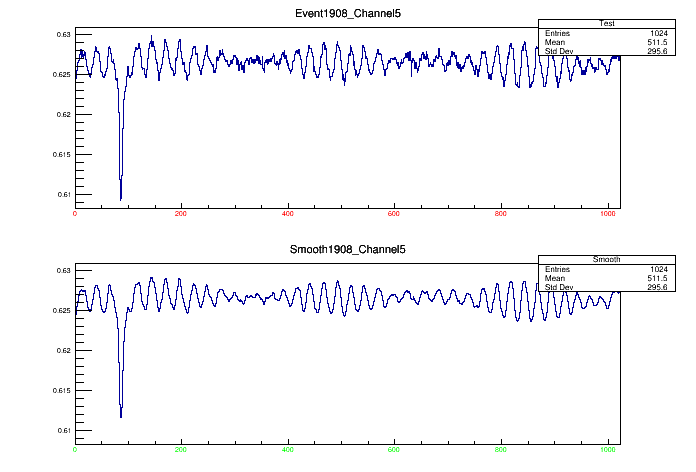 Event1908_Channel5
Test
Entries 1024
Mean 511.5
Std Dev 295.6
0.63
0.625
0.62
0.615
0.61
0 200 400 600 800 1000
Smooth1908_Channel5
Smooth
Entries 1024
Mean 511.5
Std Dev 295.6
0.63
0.625
0.62
0.615
0.61
0 200 400 600 800 1000